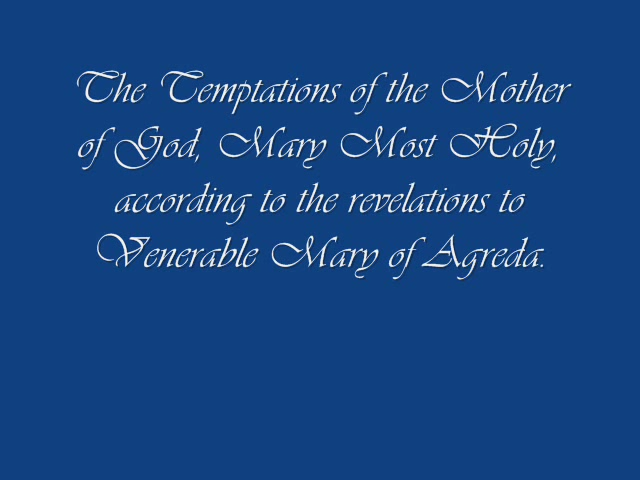 The Temptations of the Mother
of God, Mary Most Holy,
according to the revelations to
Venerable Mary of Agreda.